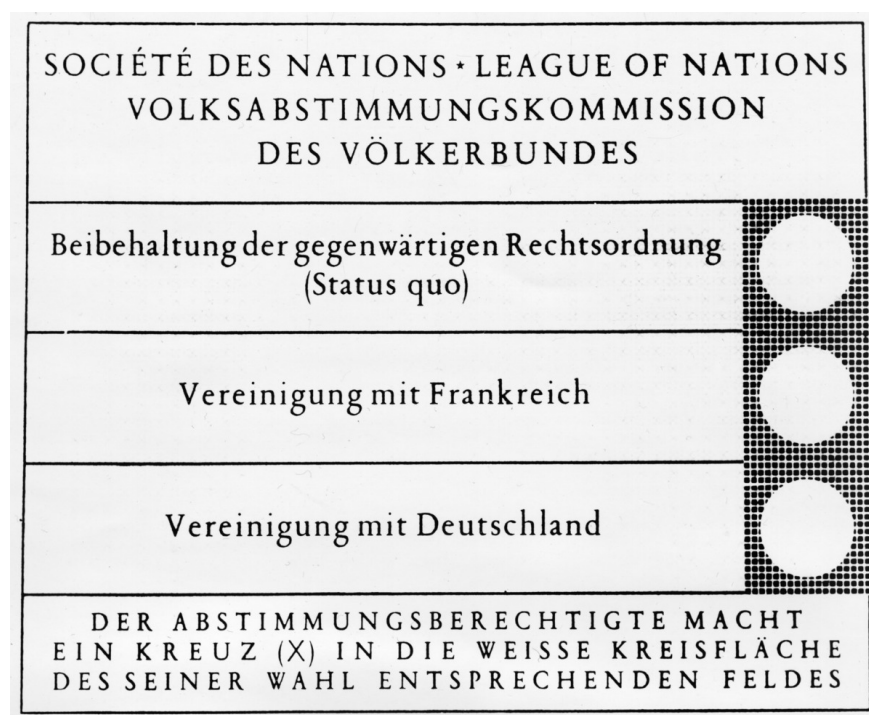 SOCIÉTÉ DES NATIONS ⋆ LEAGUE OF NATIONS
VOLKSABSTIMMUNGSKOMMISSION
DES VÖLKERBUNDES
Beibehaltung der gegenwärtigen Rechtsordnung
(Status quo)
Vereinigung mit Frankreich
Vereinigung mit Deutschland
DER ABSTIMMUNGSBERECHTIGTE MACHT
EIN KREUZ (X) IN DIE WEISSE KREISFLÄCHE
DES SEINER WAHL ENTSPRECHENDEN FELDES